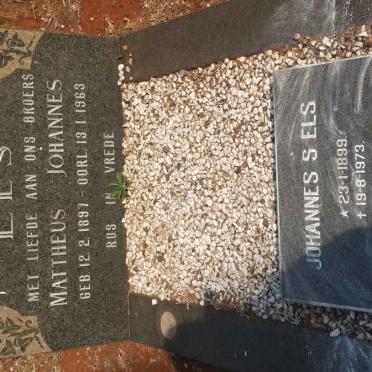 ELS
MET LIEFDE AAN ONS BROERS
MATTHEUS JOHANNES
GEB 12.2.1897 - OORL. 13.1.1963
RUS IN VREDE
JOHANNES S ELS
* 23-1-1899
† 19-8-1973